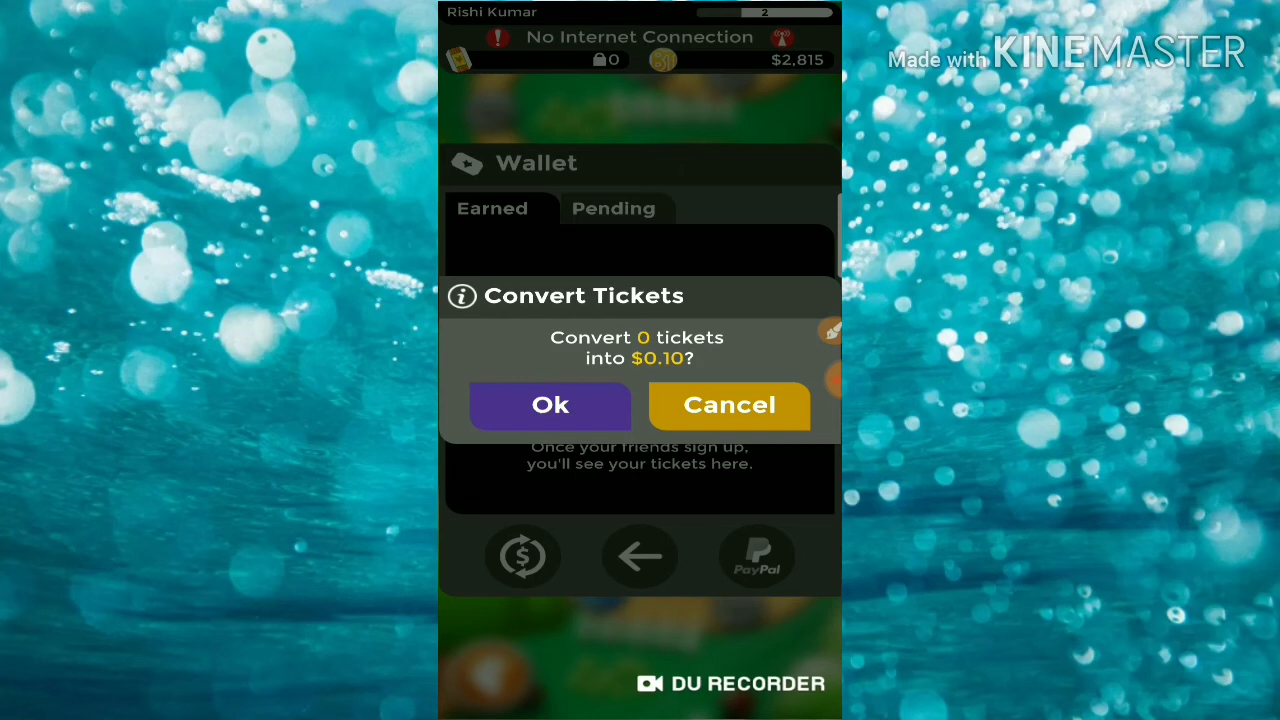 Rishi Kumar
2
No Internet Connection
0
$2,815
Made with KINEMASTER
Wallet
Earned
Pending
Convert Tickets
Convert 0 tickets
into $0.10?
Ok
Cancel
Once your friends sign up,
you'll see your tickets here.
PayPal
DU RECORDER